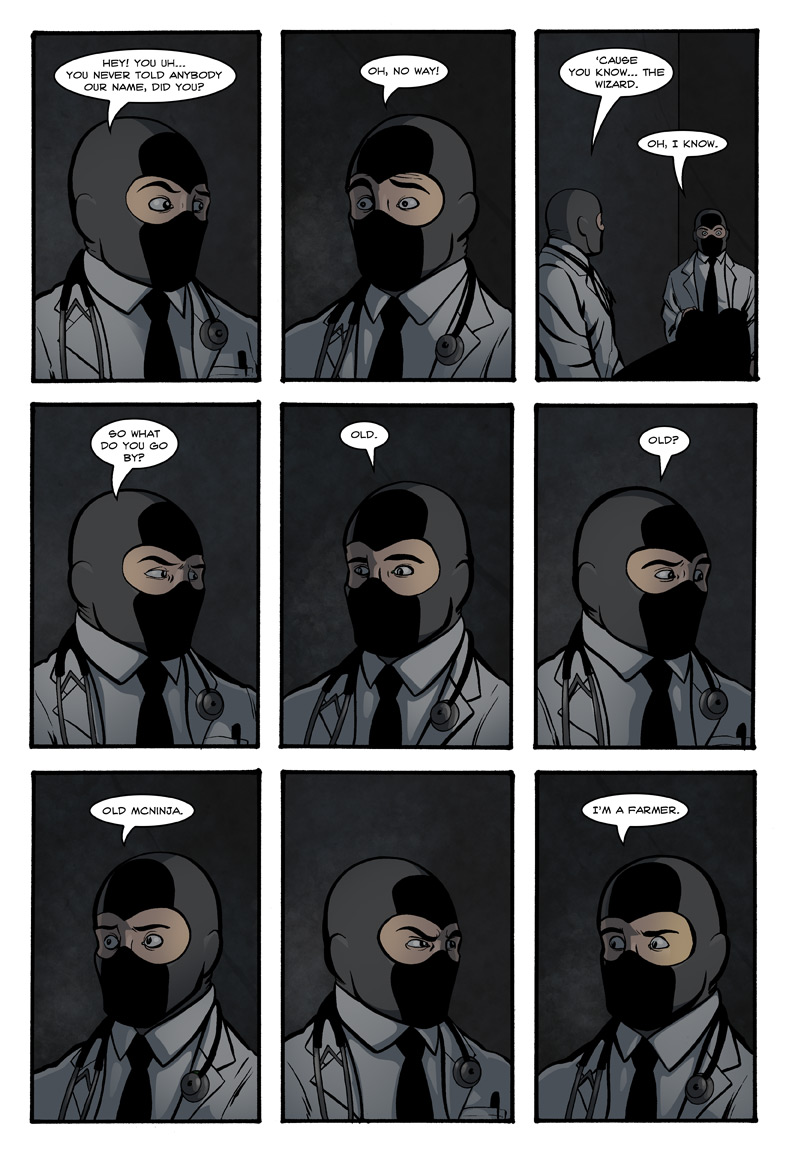 HEY! YOU UH...
YOU NEVER TOLD ANYBODY
OUR NAME, DID YOU?
OH, NO WAY!
'CAUSE
YOU KNOW... THE
WIZARD.
OH, I KNOW.
SO WHAT
DO YOU GO
BY?
OLD.
OLD?
OLD MCNINJA.
I'M A FARMER.